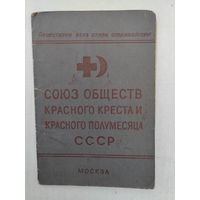 Пролетарии всех стран, соединяйтесь!
СОЮЗ ОБЩЕСТВ
КРАСНОГО КРЕСТА И
КРАСНОГО ПОЛУМЕСЯЦА
СССР
МОСКВА